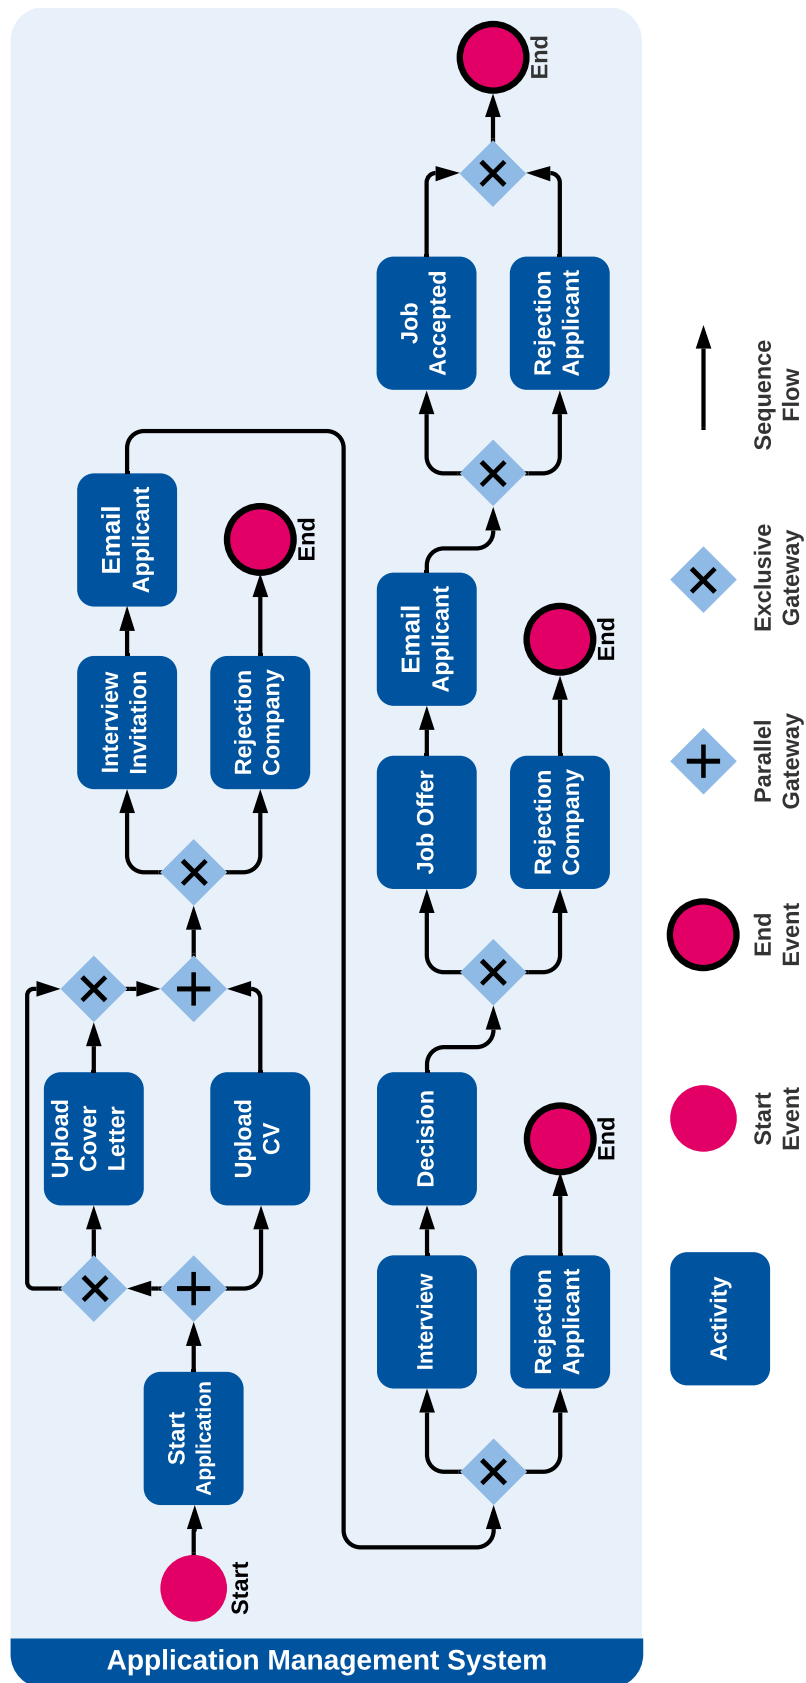 Application Management System
Start
Start
Application
Upload
Cover
Letter
Upload
CV
Interview
Invitation
Rejection
Company
Email
Applicant
End
Interview
Rejection
Applicant
End
Decision
Job Offer
Rejection
Company
End
Email
Applicant
Job
Accepted
Rejection
Applicant
End
Activity
Start
Event
End
Event
Parallel
Gateway
Exclusive
Gateway
Sequence
Flow